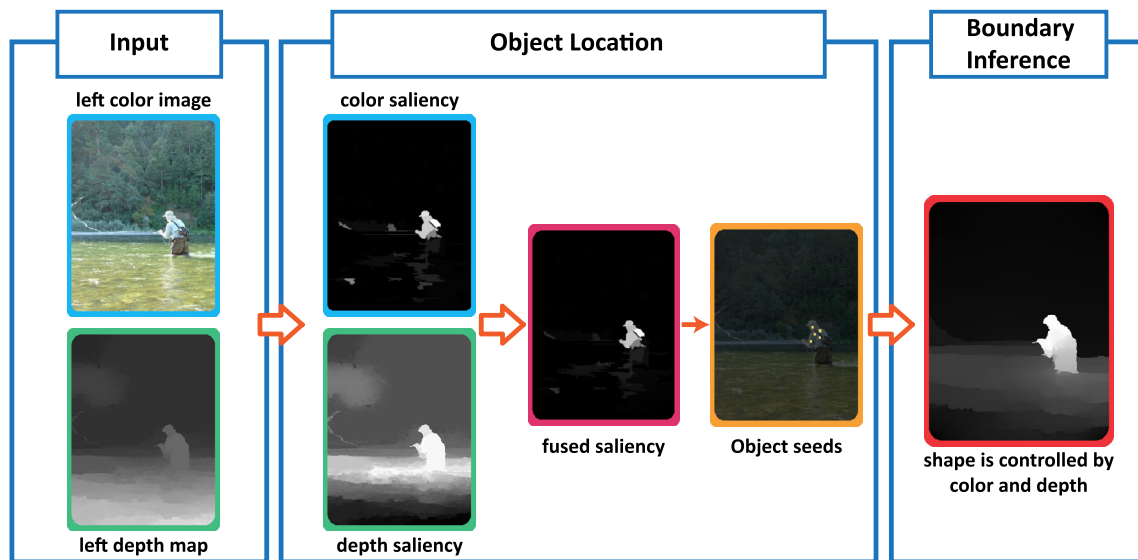 Input
Object Location
Boundary
Inference
left color image
color saliency
fused saliency
Object seeds
shape is controlled by
color and depth
left depth map
depth saliency